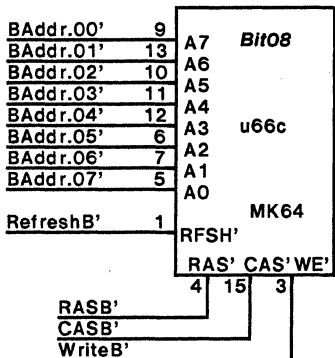 BAddr.00' 9 A7 Bit08
BAddr.01' 13 A6
BAddr.02' 10 A5
BAddr.03' 11 A4
BAddr.04' 12 A3 u66c
BAddr.05' 6 A2
BAddr.06' 7 A1
BAddr.07' 5 A0
MK64
RefreshB' 1 RFSH'
RAS' CAS' WE'
4 15 3
RASB'
CASB'
WriteB'